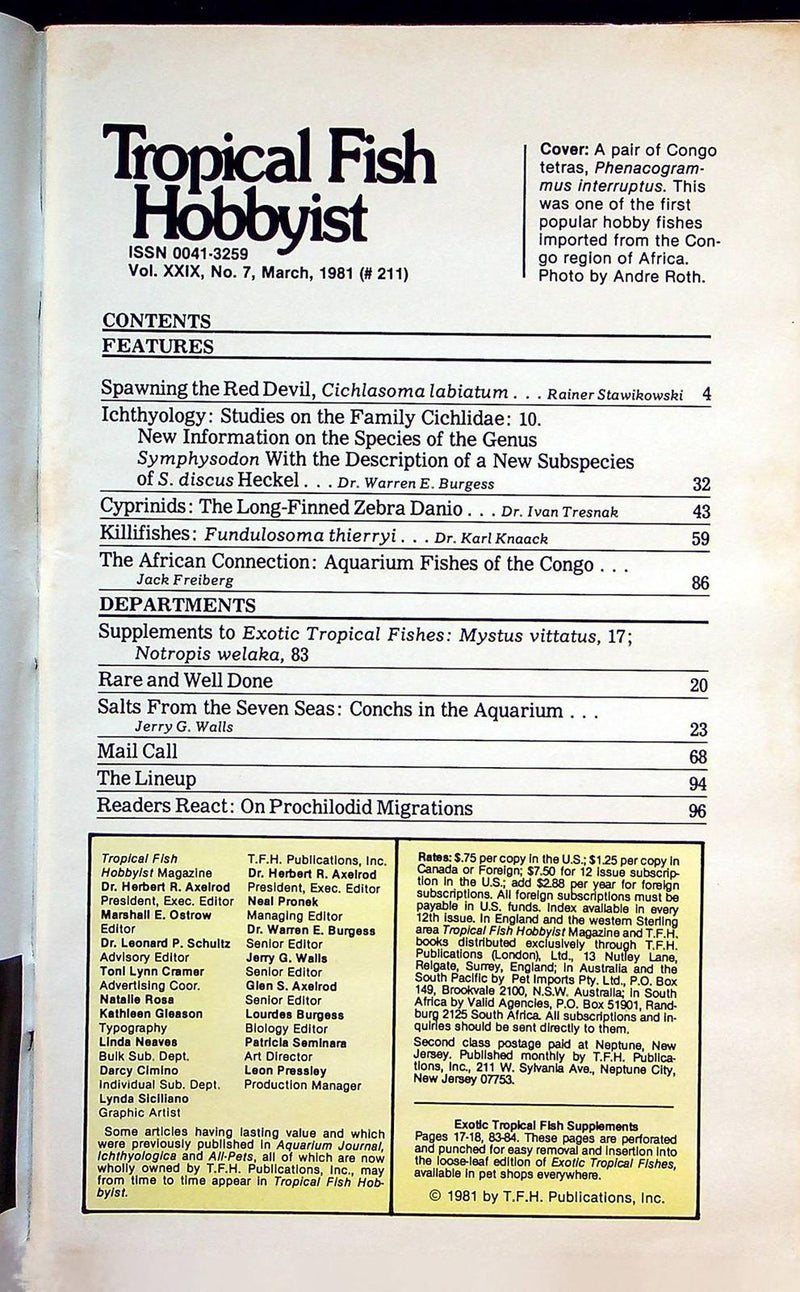 Tropical Fish
Hobbyist
ISSN 0041-3259
Vol. XXIX, No. 7, March, 1981 (# 211)
Cover: A pair of Congo
tetras, Phenacogram-
mus interruptus. This
was one of the first
popular hobby fishes
imported from the Con-
go region of Africa.
Photo by Andre Roth.
CONTENTS
FEATURES
Spawning the Red Devil, Cichlasoma labiatum . . . Rainer Stawikowski 4
Ichthyology: Studies on the Family Cichlidae: 10.
New Information on the Species of the Genus
Symphysodon With the Description of a New Subspecies
of S. discus Heckel . . . Dr. Warren E. Burgess 32
Cyprinids: The Long-Finned Zebra Danio . . . Dr. Ivan Tresnak 43
Killifishes: Fundulosoma thierryi . . . Dr. Karl Knaack 59
The African Connection: Aquarium Fishes of the Congo . . .
Jack Freiberg 86
DEPARTMENTS
Supplements to Exotic Tropical Fishes: Mystus vittatus, 17;
Notropis welaka, 83
Rare and Well Done 20
Salts From the Seven Seas: Conchs in the Aquarium . . .
Jerry G. Walls 23
Mail Call 68
The Lineup 94
Readers React: On Prochilodid Migrations 96
Tropical Fish
Hobbyist Magazine
Dr. Herbert R. Axelrod
President, Exec. Editor
Marshall E. Ostrow
Editor
Dr. Leonard P. Schultz
Advisory Editor
Toni Lynn Cramer
Advertising Coor.
Natalie Rosa
Kathleen Gleason
Typography
Linda Neaves
Bulk Sub. Dept.
Darcy Cimino
Individual Sub. Dept.
Lynda Siciliano
Graphic Artist
T.F.H. Publications, Inc.
Dr. Herbert R. Axelrod
President, Exec. Editor
Neal Pronek
Managing Editor
Dr. Warren E. Burgess
Senior Editor
Jerry G. Walls
Senior Editor
Glen S. Axelrod
Senior Editor
Lourdes Burgess
Biology Editor
Patricia Seminara
Art Director
Leon Pressley
Production Manager
Some articles having lasting value and which
were previously published in Aquarium Journal,
Ichthyologica and All-Pets, all of which are now
wholly owned by T.F.H. Publications, Inc., may
from time to time appear in Tropical Fish Hob-
byist.
Rates: $.75 per copy in the U.S.; $1.25 per copy in
Canada or Foreign; $7.50 for 12 issue subscrip-
tion in the U.S.; add $2.88 per year for foreign
subscriptions. All foreign subscriptions must be
payable in U.S. funds. Index available in every
12th issue. In England and the western Sterling
area Tropical Fish Hobbyist Magazine and T.F.H.
books distributed exclusively through T.F.H.
Publications (London), Ltd., 13 Nutley Lane,
Reigate, Surrey, England; in Australia and the
South Pacific by Pet Imports Pty. Ltd., P.O. Box
149, Brookvale 2100, N.S.W. Australia; in South
Africa by Valid Agencies, P.O. Box 51901, Rand-
burg 2125 South Africa. All subscriptions and in-
quiries should be sent directly to them.
Second class postage paid at Neptune, New
Jersey. Published monthly by T.F.H. Publica-
tions, Inc., 211 W. Sylvania Ave., Neptune City,
New Jersey 07753.
Exotic Tropical Fish Supplements
Pages 17-18, 83-84. These pages are perforated
and punched for easy removal and insertion into
the loose-leaf edition of Exotic Tropical Fishes,
available in pet shops everywhere.
© 1981 by T.F.H. Publications, Inc.